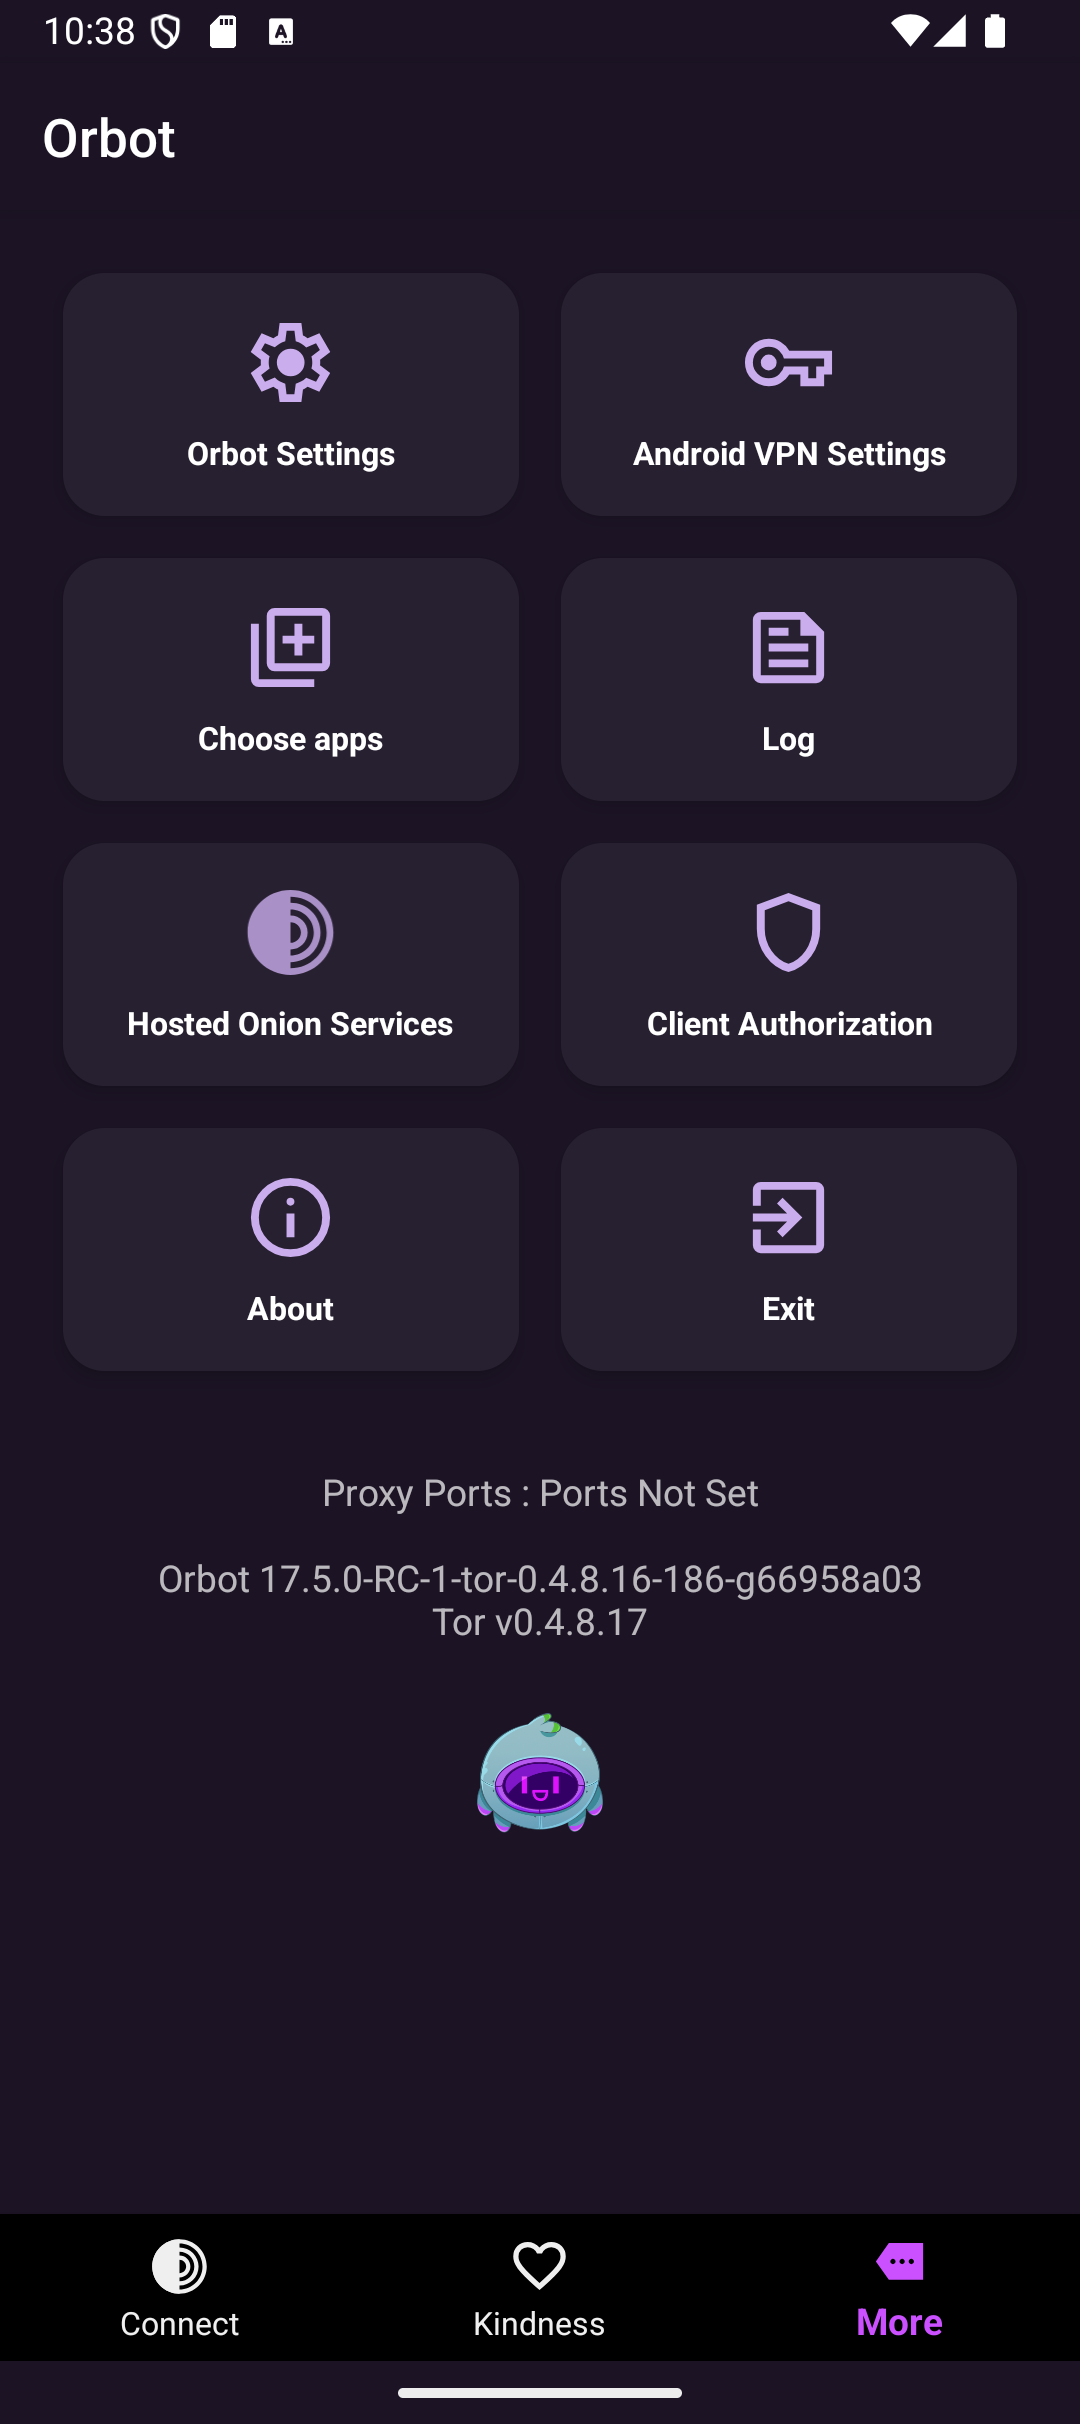 10:38
Orbot
Orbot Settings
Android VPN Settings
Choose apps
Log
Hosted Onion Services
Client Authorization
About
Exit
Proxy Ports : Ports Not Set
Orbot 17.5.0-RC-1-tor-0.4.8.16-186-g66958a03
Tor v0.4.8.17
Connect
Kindness
More